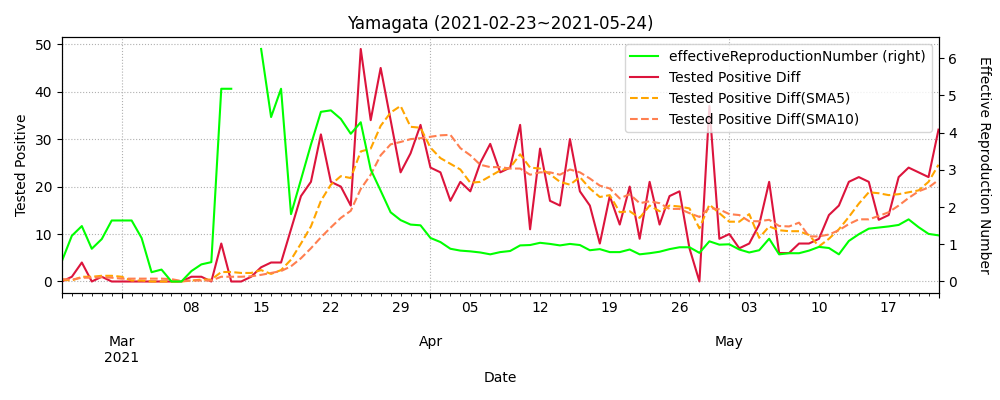 Yamagata (2021-02-23~2021-05-24)
effectiveReproductionNumber (right)
Tested Positive Diff
Tested Positive Diff(SMA5)
Tested Positive Diff(SMA10)
Tested Positive
50
40
30
20
10
0
Effective Reproduction Number
6
5
4
3
2
1
0
08 15 22 29 05 12 19 26 03 10 17
Mar Apr May
2021
Date